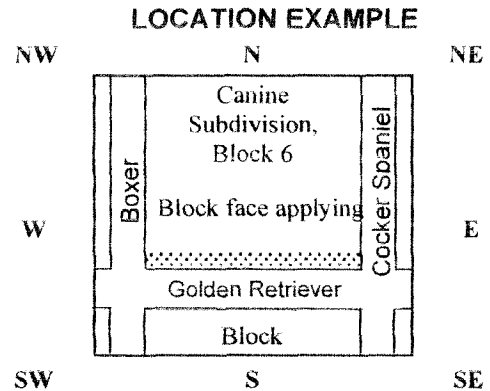 LOCATION EXAMPLE
NW N NE
Canine
Subdivision,
Block 6
Boxer
Cocker Spaniel
Block face applying
W E
Golden Retriever
Block
SW S SE